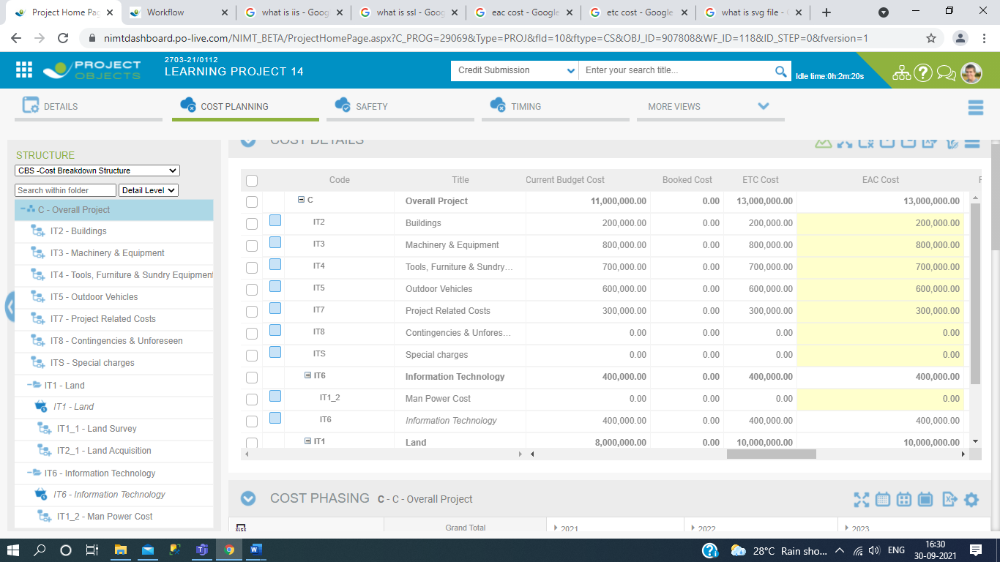 Project Home Pag
Workflow
what is iis - Goog
what is ssl - Goog
eac cost - Google
etc cost - Google
what is svg file -
nimtdashboard.po-live.com/NIMT_BETA/ProjectHomePage.aspx?C_PROG=29069&Type=PROJ&fId=10&ftype=CS&OBJ_ID=907808&WF_ID=118&ID_STEP=0&fversion=1
PROJECT OBJECTS
2703-21/0112
LEARNING PROJECT 14
Credit Submission
Enter your search title...
Idle time:0h:2m:20s
DETAILS
COST PLANNING
SAFETY
TIMING
MORE VIEWS
STRUCTURE
CBS -Cost Breakdown Structure
Search within folder
Detail Level
C - Overall Project
IT2 - Buildings
IT3 - Machinery & Equipment
IT4 - Tools, Furniture & Sundry Equipment
IT5 - Outdoor Vehicles
IT7 - Project Related Costs
IT8 - Contingencies & Unforeseen
ITS - Special charges
IT1 - Land
IT1 - Land
IT1_1 - Land Survey
IT2_1 - Land Acquisition
IT6 - Information Technology
IT6 - Information Technology
IT1_2 - Man Power Cost
COST DETAILS
Code Title Current Budget Cost Booked Cost ETC Cost EAC Cost
C Overall Project 11,000,000.00 0.00 13,000,000.00 13,000,000.00
IT2 Buildings 200,000.00 0.00 200,000.00 200,000.00
IT3 Machinery & Equipment 800,000.00 0.00 800,000.00 800,000.00
IT4 Tools, Furniture & Sundry... 700,000.00 0.00 700,000.00 700,000.00
IT5 Outdoor Vehicles 600,000.00 0.00 600,000.00 600,000.00
IT7 Project Related Costs 300,000.00 0.00 300,000.00 300,000.00
IT8 Contingencies & Unfores... 0.00 0.00 0.00 0.00
ITS Special charges 0.00 0.00 0.00 0.00
IT6 Information Technology 400,000.00 0.00 400,000.00 400,000.00
IT1_2 Man Power Cost 0.00 0.00 0.00 0.00
IT6 Information Technology 400,000.00 0.00 400,000.00 400,000.00
IT1 Land 8,000,000.00 0.00 10,000,000.00 10,000,000.00
COST PHASING C - C - Overall Project
XLSX Grand Total 2021 2022 2023
28°C Rain sho...
ENG
16:30
30-09-2021